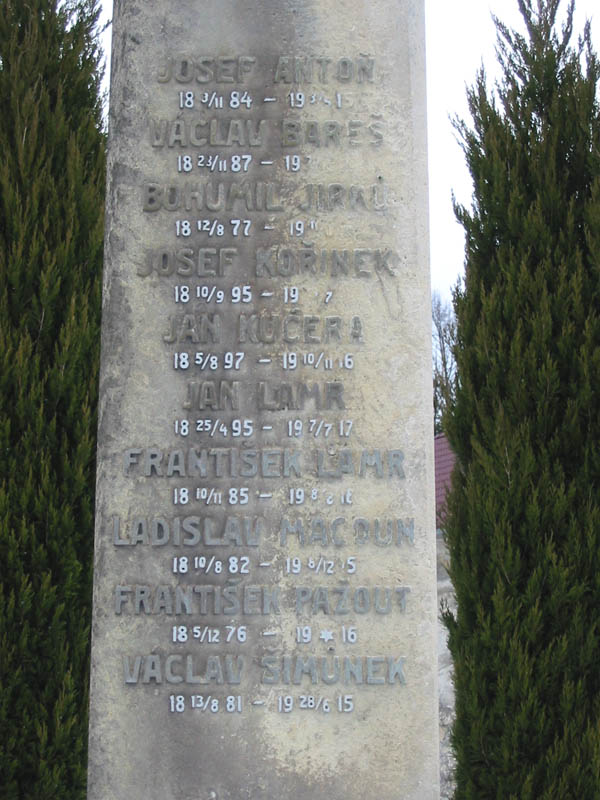 JOSEF ANTOŇ
18 3/11 84 –
VÁCLAV BAREŠ
18 23/11 87 –
BOHUMIL JIRKŮ
18 12/8 77 –
JOSEF KOŘINEK
18 10/9 95 –
JAN KUČERA
18 5/8 97 – 19 10/11 16
JAN LAMR
18 25/4 95 – 19 7/7 17
FRANTIŠEK LAMR
18 10/11 85 –
LADISLAV MACOUN
18 10/8 82 – 19 8/12 15
FRANTIŠEK PAŽOUT
18 5/12 76 – 19 ★ 16
VÁCLAV ŠIMŮNEK
18 13/8 81 – 19 28/6 15